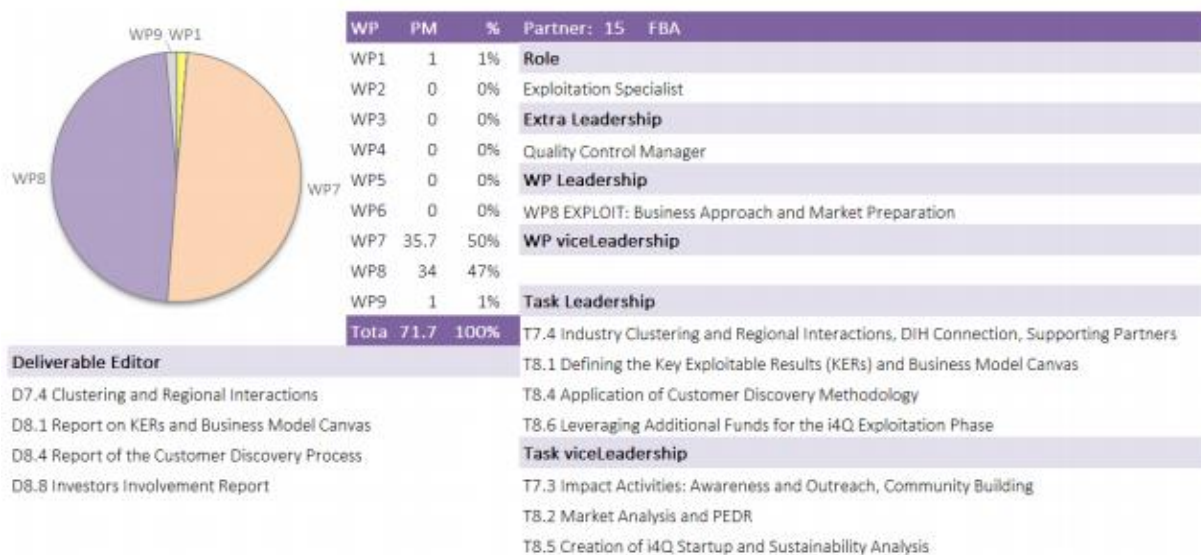 WP9 WP1
WP8
WP7
WP PM %
WP1 1 1%
WP2 0 0%
WP3 0 0%
WP4 0 0%
WP5 0 0%
WP6 0 0%
WP7 35.7 50%
WP8 34 47%
WP9 1 1%
Tota 71.7 100%
Partner: 15 FBA
Role
Exploitation Specialist
Extra Leadership
Quality Control Manager
WP Leadership
WP8 EXPLOIT: Business Approach and Market Preparation
WP viceLeadership
Task Leadership
T7.4 Industry Clustering and Regional Interactions, DIH Connection, Supporting Partners
T8.1 Defining the Key Exploitable Results (KERs) and Business Model Canvas
T8.4 Application of Customer Discovery Methodology
T8.6 Leveraging Additional Funds for the i4Q Exploitation Phase
Task viceLeadership
T7.3 Impact Activities: Awareness and Outreach, Community Building
T8.2 Market Analysis and PEDR
T8.5 Creation of i4Q Startup and Sustainability Analysis
Deliverable Editor
D7.4 Clustering and Regional Interactions
D8.1 Report on KERs and Business Model Canvas
D8.4 Report of the Customer Discovery Process
D8.8 Investors Involvement Report